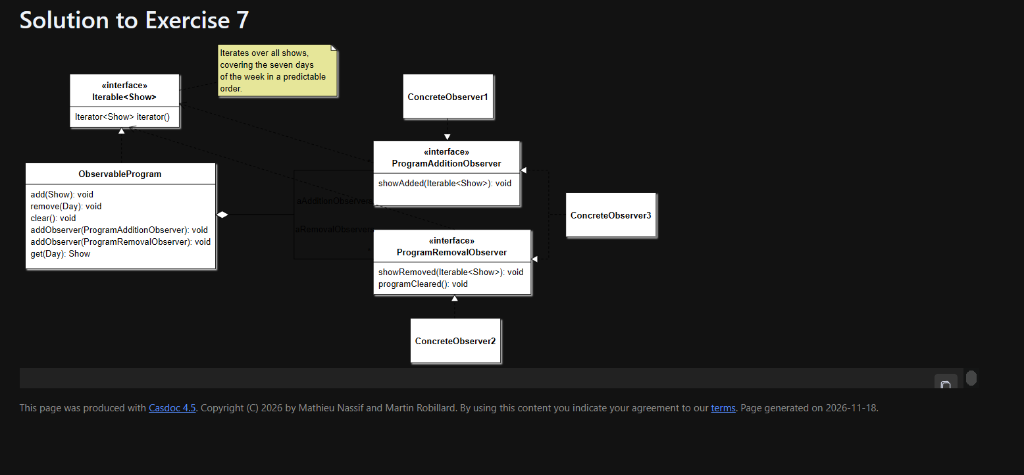 Solution to Exercise 7
Iterates over all shows,
covering the seven days
of the week in a predictable
order.
«interface»
Iterable<Show>
Iterator<Show> iterator()
ConcreteObserver1
«interface»
ProgramAdditionObserver
showAdded(Iterable<Show>): void
ObservableProgram
add(Show): void
remove(Day): void
clear(): void
addObserver(ProgramAdditionObserver): void
addObserver(ProgramRemovalObserver): void
get(Day): Show
ConcreteObserver3
«interface»
ProgramRemovalObserver
showRemoved(Iterable<Show>): void
programCleared(): void
ConcreteObserver2
This page was produced with Casdoc 4.5. Copyright (C) 2026 by Mathieu Nassif and Martin Robillard. By using this content you indicate your agreement to our terms. Page generated on 2026-11-18.